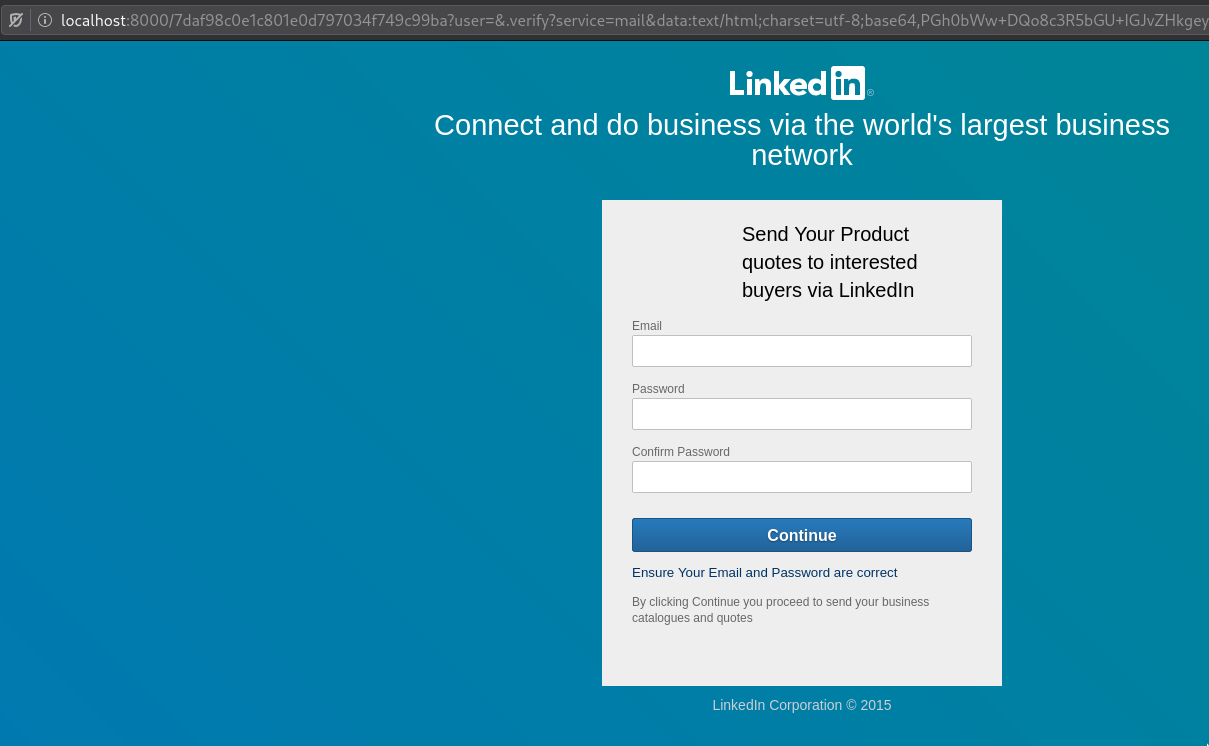 localhost:8000/7daf98c0e1c801e0d797034f749c99ba?user=&.verify?service=mail&data:text/html;charset=utf-8;base64,PGh0bWw+DQo8c3R5bGU+IGJvZHkgey
Linked in ®
Connect and do business via the world's largest business
network
Send Your Product
quotes to interested
buyers via LinkedIn
Email
Password
Confirm Password
Continue
Ensure Your Email and Password are correct
By clicking Continue you proceed to send your business
catalogues and quotes
LinkedIn Corporation © 2015